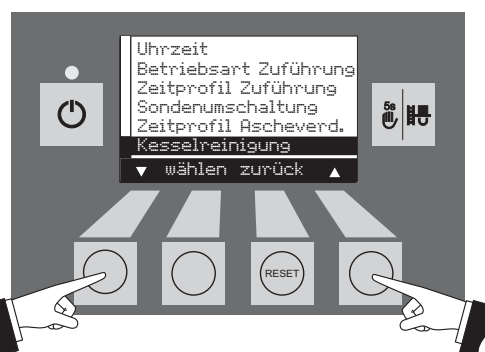 Uhrzeit
Betriebsart Zuführung
Zeitprofil Zuführung
Sondenumschaltung
Zeitprofil Ascheverd.
Kesselreinigung
▼ wählen zurück ▲
5s
RESET